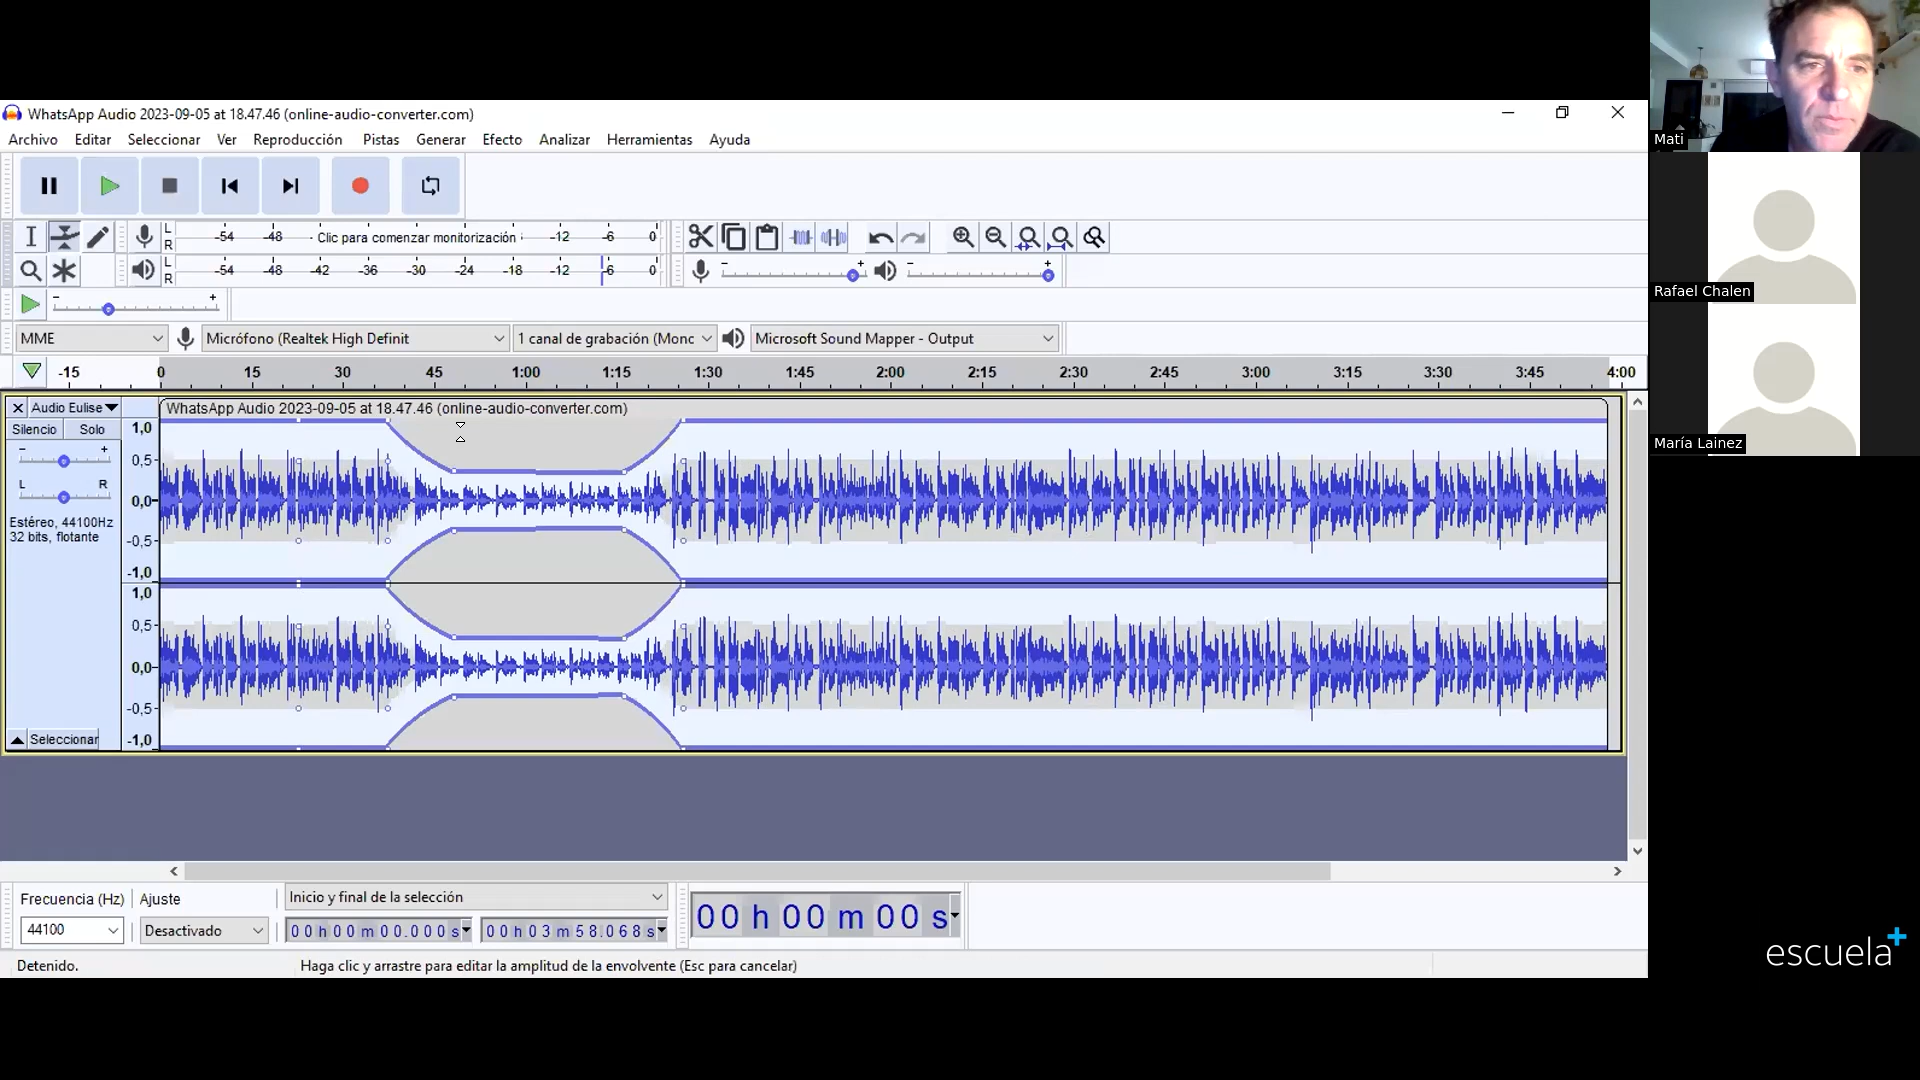 WhatsApp Audio 2023-09-05 at 18.47.46 (online-audio-converter.com)
Archivo Editar Seleccionar Ver Reproducción Pistas Generar Efecto Analizar Herramientas Ayuda
L R -54 -48 - Clic para comenzar monitorización -12 -6 0
L R -54 -48 -42 -36 -30 -24 -18 -12 -6 0
- +
- +
- +
MME Micrófono (Realtek High Definit 1 canal de grabación (Monc Microsoft Sound Mapper - Output
-15 0 15 30 45 1:00 1:15 1:30 1:45 2:00 2:15 2:30 2:45 3:00 3:15 3:30 3:45 4:00
Audio Eulise WhatsApp Audio 2023-09-05 at 18.47.46 (online-audio-converter.com)
Silencio Solo
- +
L R
Estéreo, 44100Hz
32 bits, flotante
Seleccionar
1,0
0,5-
0,0-
-0,5-
-1,0
1,0
0,5-
0,0-
-0,5-
-1,0
Frecuencia (Hz) Ajuste Inicio y final de la selección
44100 Desactivado 00 h 00 m 00.000 s 00 h 03 m 58.068 s 00 h 00 m 00 s
Detenido. Haga clic y arrastre para editar la amplitud de la envolvente (Esc para cancelar)
Mati
Rafael Chalen
María Lainez
escuela+